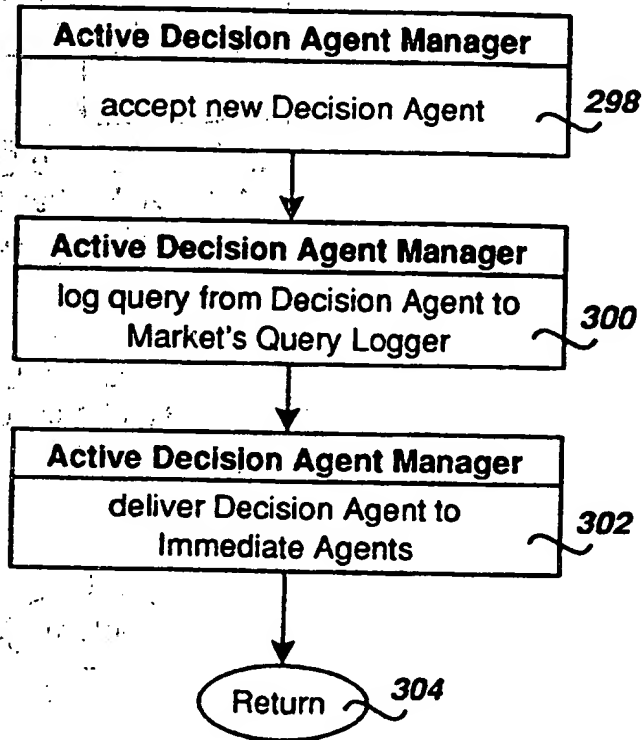 Active Decision Agent Manager
accept new Decision Agent
298
Active Decision Agent Manager
log query from Decision Agent to
Market's Query Logger
300
Active Decision Agent Manager
deliver Decision Agent to
Immediate Agents
302
Return
304